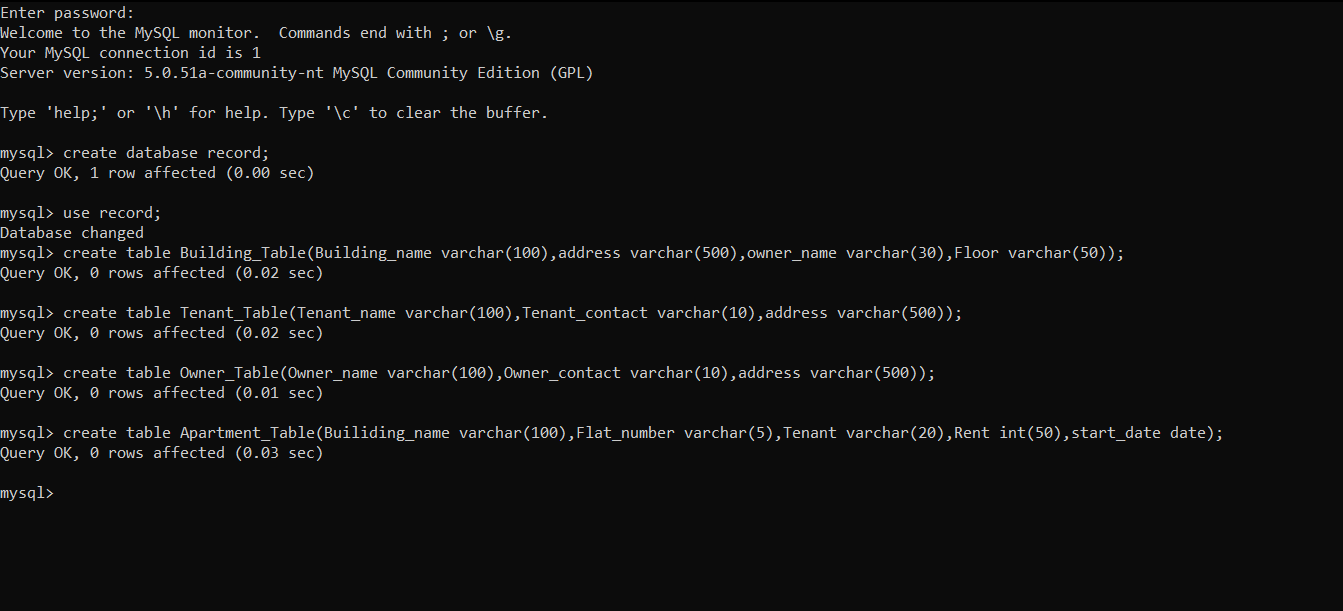 Enter password:
Welcome to the MySQL monitor.  Commands end with ; or \g.
Your MySQL connection id is 1
Server version: 5.0.51a-community-nt MySQL Community Edition (GPL)
Type 'help;' or '\h' for help. Type '\c' to clear the buffer.
mysql> create database record;
Query OK, 1 row affected (0.00 sec)
mysql> use record;
Database changed
mysql> create table Building_Table(Building_name varchar(100),address varchar(500),owner_name varchar(30),Floor varchar(50));
Query OK, 0 rows affected (0.02 sec)
mysql> create table Tenant_Table(Tenant_name varchar(100),Tenant_contact varchar(10),address varchar(500));
Query OK, 0 rows affected (0.02 sec)
mysql> create table Owner_Table(Owner_name varchar(100),Owner_contact varchar(10),address varchar(500));
Query OK, 0 rows affected (0.01 sec)
mysql> create table Apartment_Table(Builiding_name varchar(100),Flat_number varchar(5),Tenant varchar(20),Rent int(50),start_date date);
Query OK, 0 rows affected (0.03 sec)
mysql>